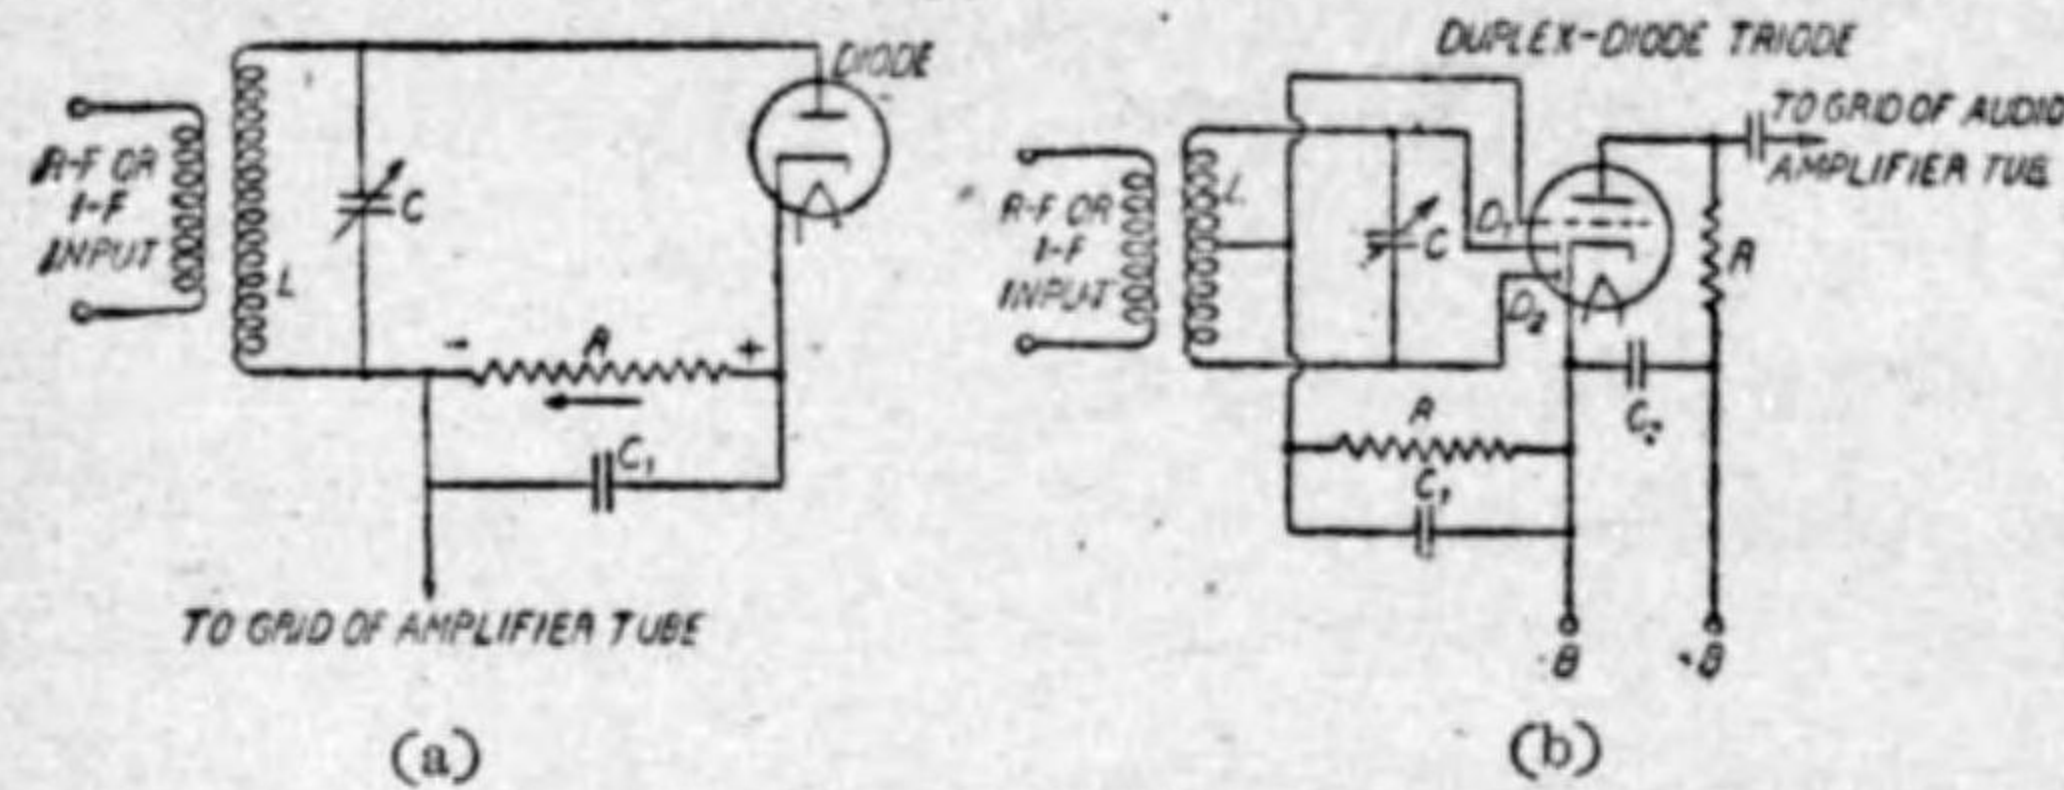 DIODE
R-F OR
I-F
INPUT
C
L
- R +
C₁
TO GRID OF AMPLIFIER TUBE
(a)
DUPLEX-DIODE TRIODE
TO GRID OF AUDIO
AMPLIFIER TUBE
R-F OR
I-F
INPUT
L
C
D₁
D₂
R
R
C₁
C₂
-B +B
(b)